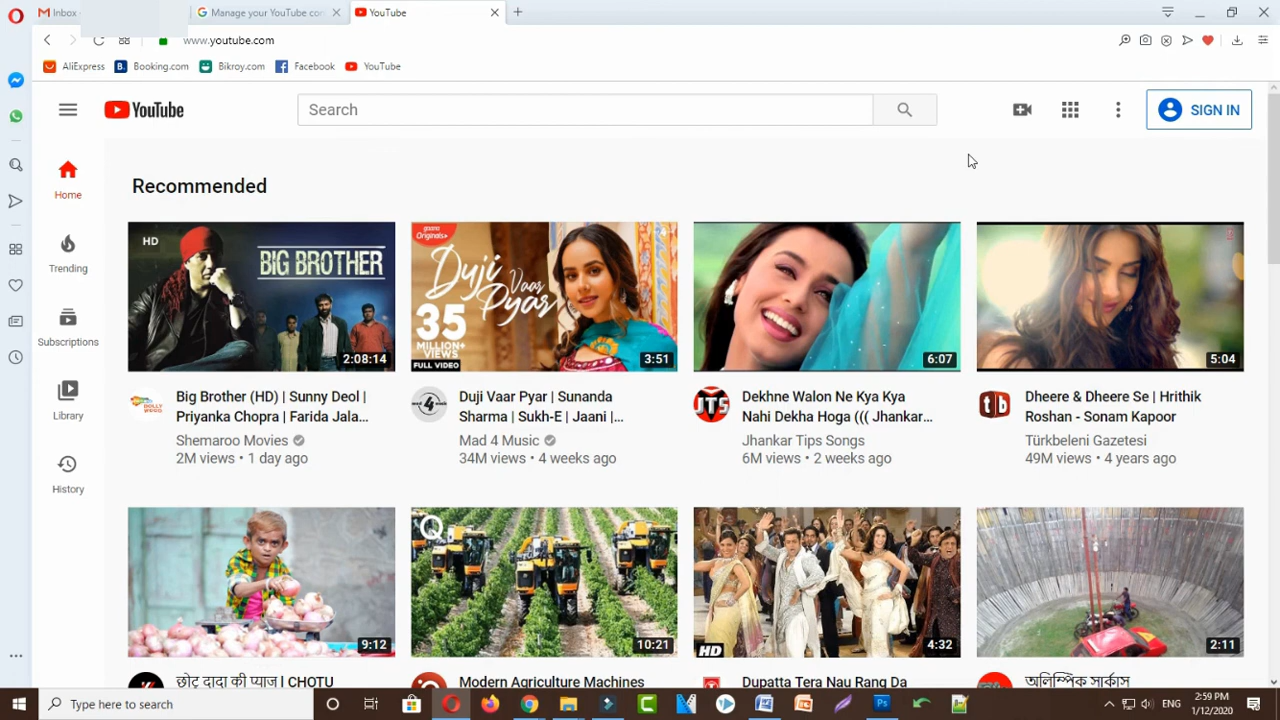 Inbox -
Manage your YouTube con
YouTube
www.youtube.com
AliExpress
Booking.com
Bikroy.com
Facebook
YouTube
YouTube
Search
SIGN IN
Home
Trending
Subscriptions
Library
History
Recommended
HD
BIG BROTHER
2:08:14
gaana
Originals
Duji
Vaar
Pyar
35
MILLION+
VIEWS
FULL VIDEO
3:51
6:07
5:04
Big Brother (HD) | Sunny Deol |
Priyanka Chopra | Farida Jala...
Shemaroo Movies
2M views • 1 day ago
4
Duji Vaar Pyar | Sunanda
Sharma | Sukh-E | Jaani |...
Mad 4 Music
34M views • 4 weeks ago
JTS
Dekhne Walon Ne Kya Kya
Nahi Dekha Hoga ((( Jhankar...
Jhankar Tips Songs
6M views • 2 weeks ago
tb
Dheere & Dheere Se | Hrithik
Roshan - Sonam Kapoor
Türkbeleni Gazetesi
49M views • 4 years ago
9:12
10:21
HD
4:32
2:11
छोटू दादा की प्याज | CHOTU
Modern Agriculture Machines
Dupatta Tera Nau Rang Da
অলিম্পিক সার্কাস
Type here to search
ENG
2:59 PM
1/12/2020